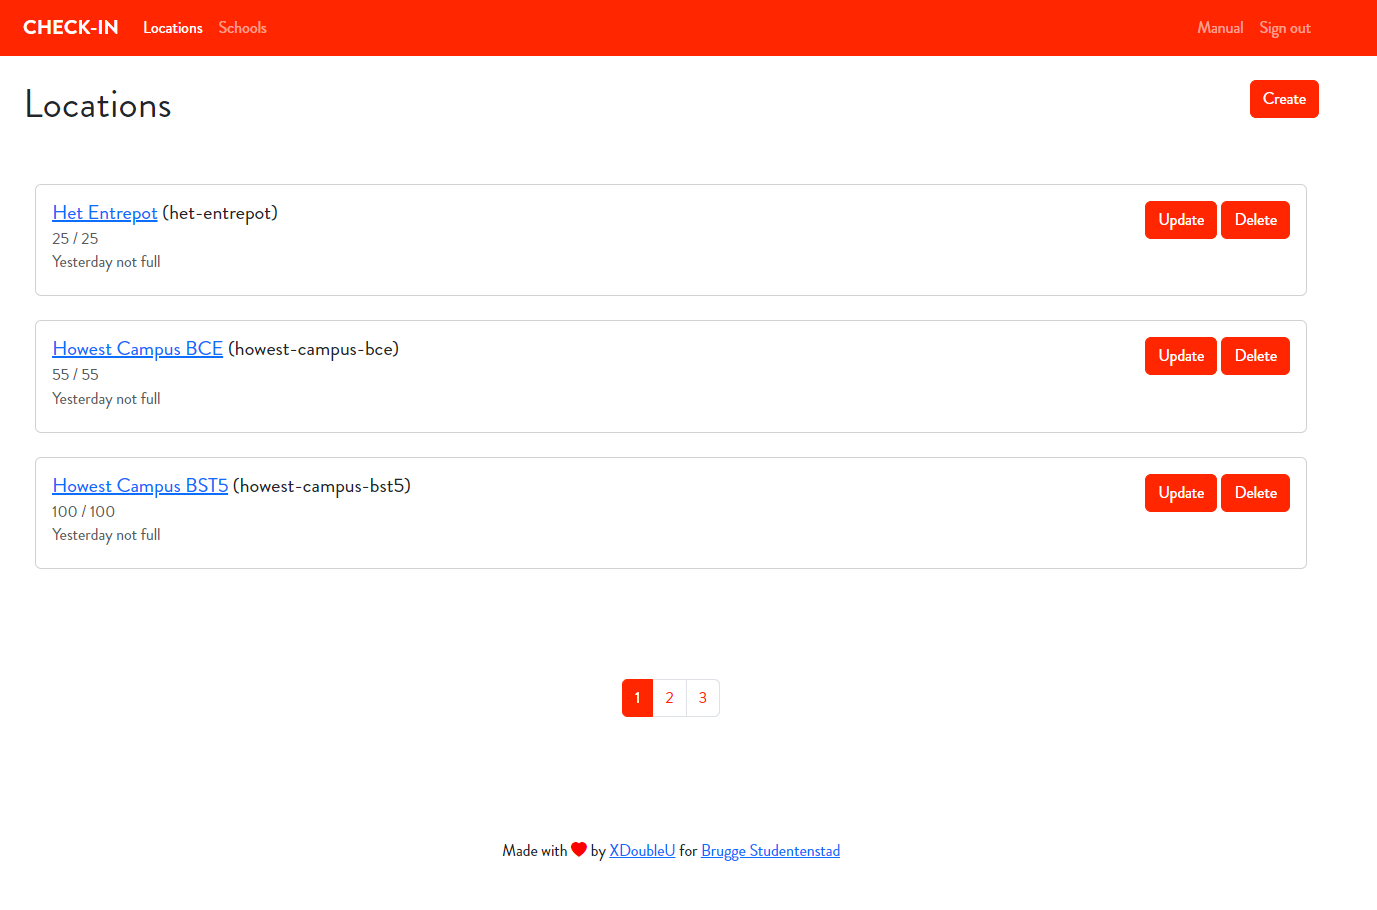 CHECK-IN Locations Schools Manual Sign out
Locations
Create
Het Entrepot (het-entrepot)
25 / 25
Yesterday not full
Update Delete
Howest Campus BCE (howest-campus-bce)
55 / 55
Yesterday not full
Update Delete
Howest Campus BST5 (howest-campus-bst5)
100 / 100
Yesterday not full
Update Delete
1 2 3
Made with ❤ by XDoubleU for Brugge Studentenstad